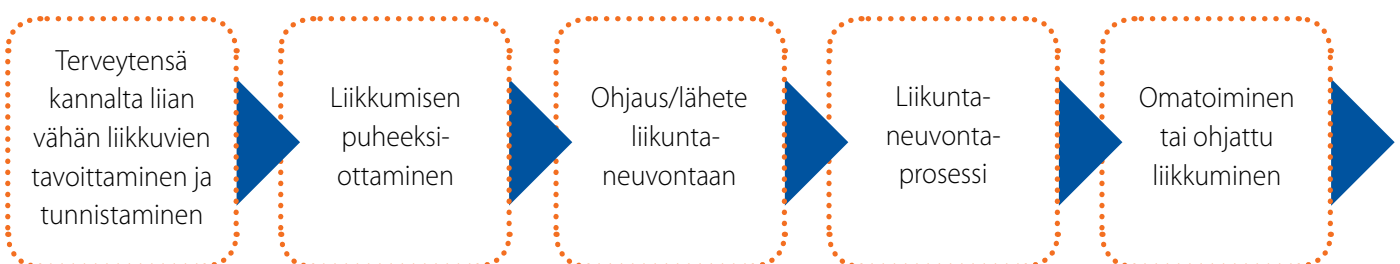 Terveytensä
kannalta liian
vähän liikkuvien
tavoittaminen ja
tunnistaminen
Liikkumisen
puheeksi-
ottaminen
Ohjaus/lähete
liikunta-
neuvontaan
Liikunta-
neuvonta-
prosessi
Omatoiminen
tai ohjattu
liikkuminen